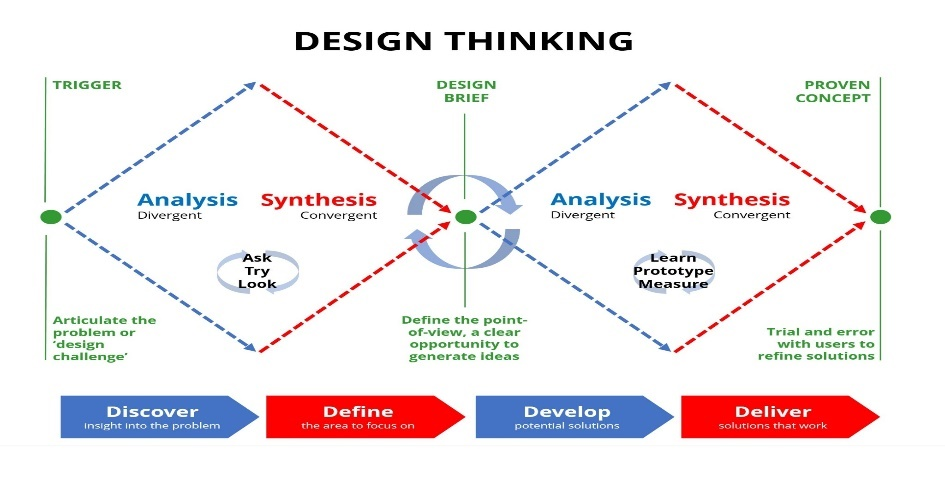 DESIGN THINKING
TRIGGER
DESIGN
BRIEF
PROVEN
CONCEPT
Analysis
Divergent
Synthesis
Convergent
Analysis
Divergent
Synthesis
Convergent
Ask
Try
Look
Learn
Prototype
Measure
Articulate the
problem or
'design
challenge'
Define the point-
of-view, a clear
opportunity to
generate ideas
Trial and error
with users to
refine solutions
Discover
insight into the problem
Define
the area to focus on
Develop
potential solutions
Deliver
solutions that work